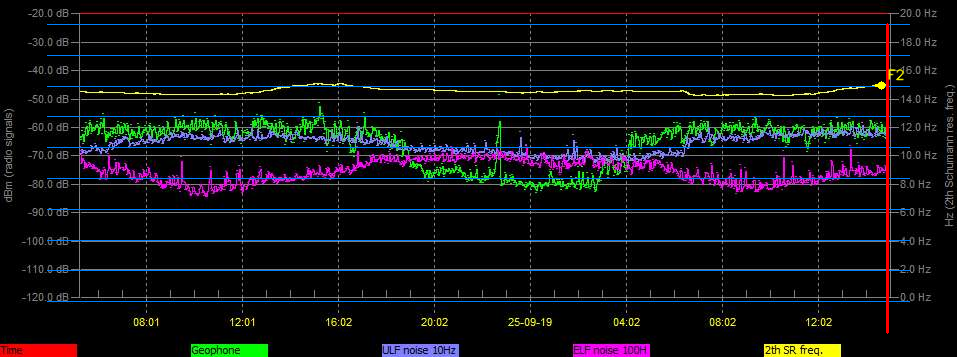 -20.0 dB 20.0 Hz
-30.0 dB 18.0 Hz
-40.0 dB F2 16.0 Hz
-50.0 dB 14.0 Hz
-60.0 dB 12.0 Hz
-70.0 dB 10.0 Hz
-80.0 dB 8.0 Hz
-90.0 dB 6.0 Hz
-100.0 dB 4.0 Hz
-110.0 dB 2.0 Hz
-120.0 dB 0.0 Hz
dBm (radio signals)
Hz (2th Schumann res. freq.)
08:01 12:01 16:02 20:02 25-09-19 04:02 08:02 12:02
Time Geophone ULF noise 10Hz ELF noise 100H 2th SR freq.